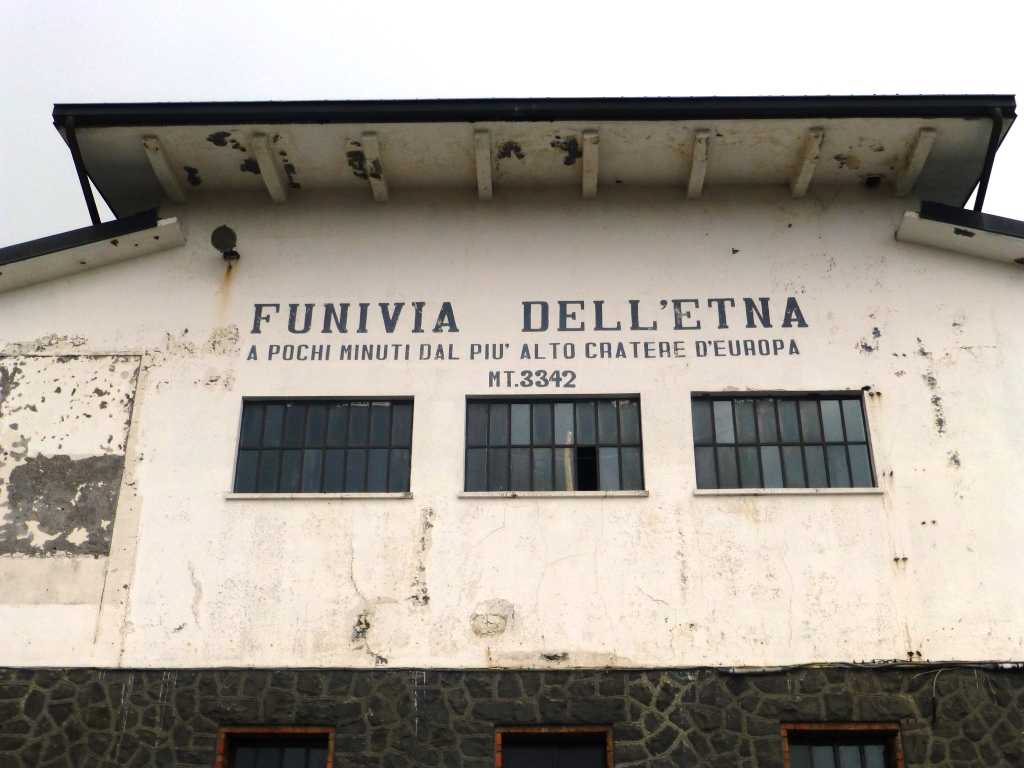 FUNIVIA DELL'ETNA
A POCHI MINUTI DAL PIU' ALTO CRATERE D'EUROPA
MT.3342